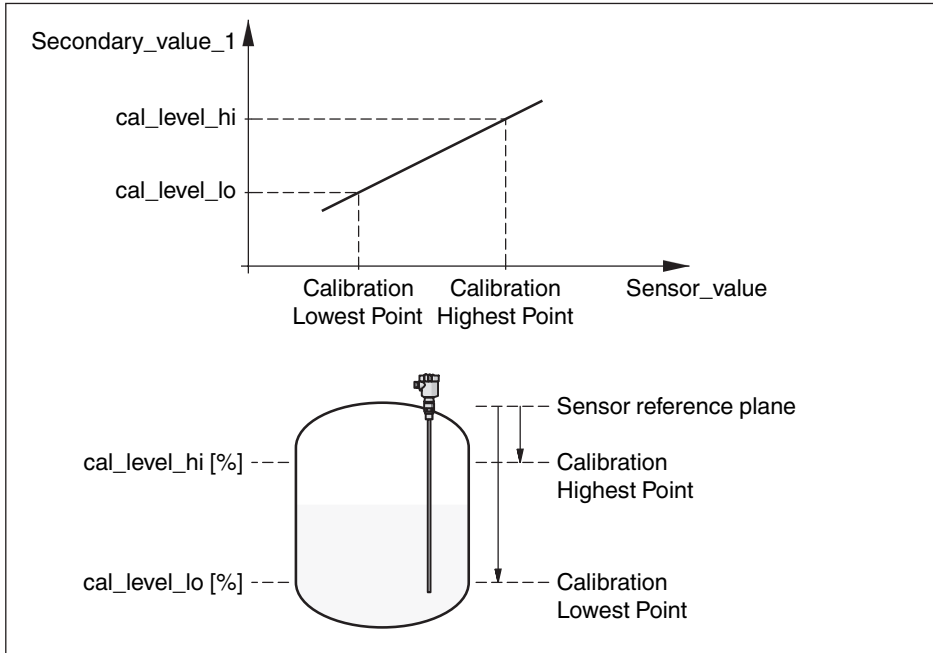 Secondary_value_1
cal_level_hi
cal_level_lo
Calibration
Lowest Point
Calibration
Highest Point
Sensor_value
Sensor reference plane
cal_level_hi [%]
Calibration
Highest Point
cal_level_lo [%]
Calibration
Lowest Point